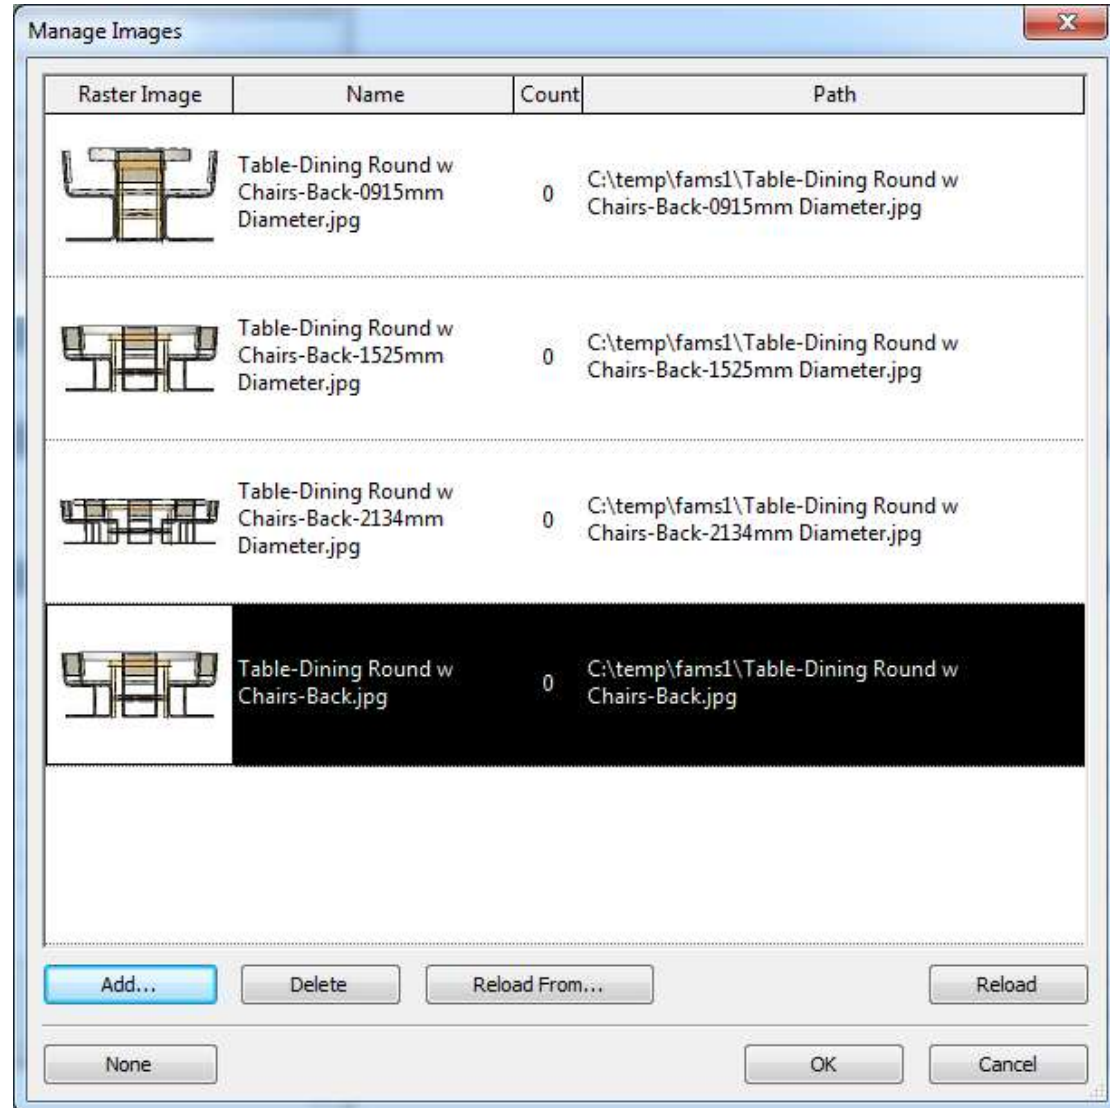 Manage Images
Raster Image Name Count Path
Table-Dining Round w
Chairs-Back-0915mm
Diameter.jpg
0
C:\temp\fams1\Table-Dining Round w
Chairs-Back-0915mm Diameter.jpg
Table-Dining Round w
Chairs-Back-1525mm
Diameter.jpg
0
C:\temp\fams1\Table-Dining Round w
Chairs-Back-1525mm Diameter.jpg
Table-Dining Round w
Chairs-Back-2134mm
Diameter.jpg
0
C:\temp\fams1\Table-Dining Round w
Chairs-Back-2134mm Diameter.jpg
Table-Dining Round w
Chairs-Back.jpg
0
C:\temp\fams1\Table-Dining Round w
Chairs-Back.jpg
Add... Delete Reload From... Reload
None OK Cancel